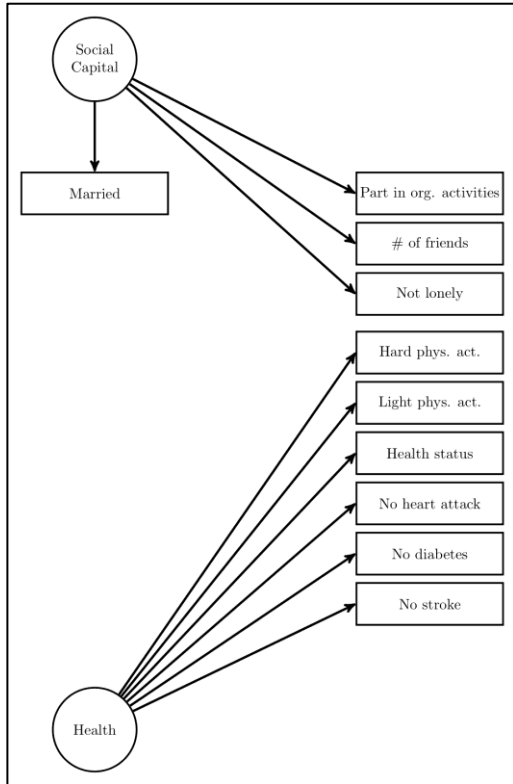 Social
Capital
Married
Part in org. activities
# of friends
Not lonely
Hard phys. act.
Light phys. act.
Health status
No heart attack
No diabetes
No stroke
Health